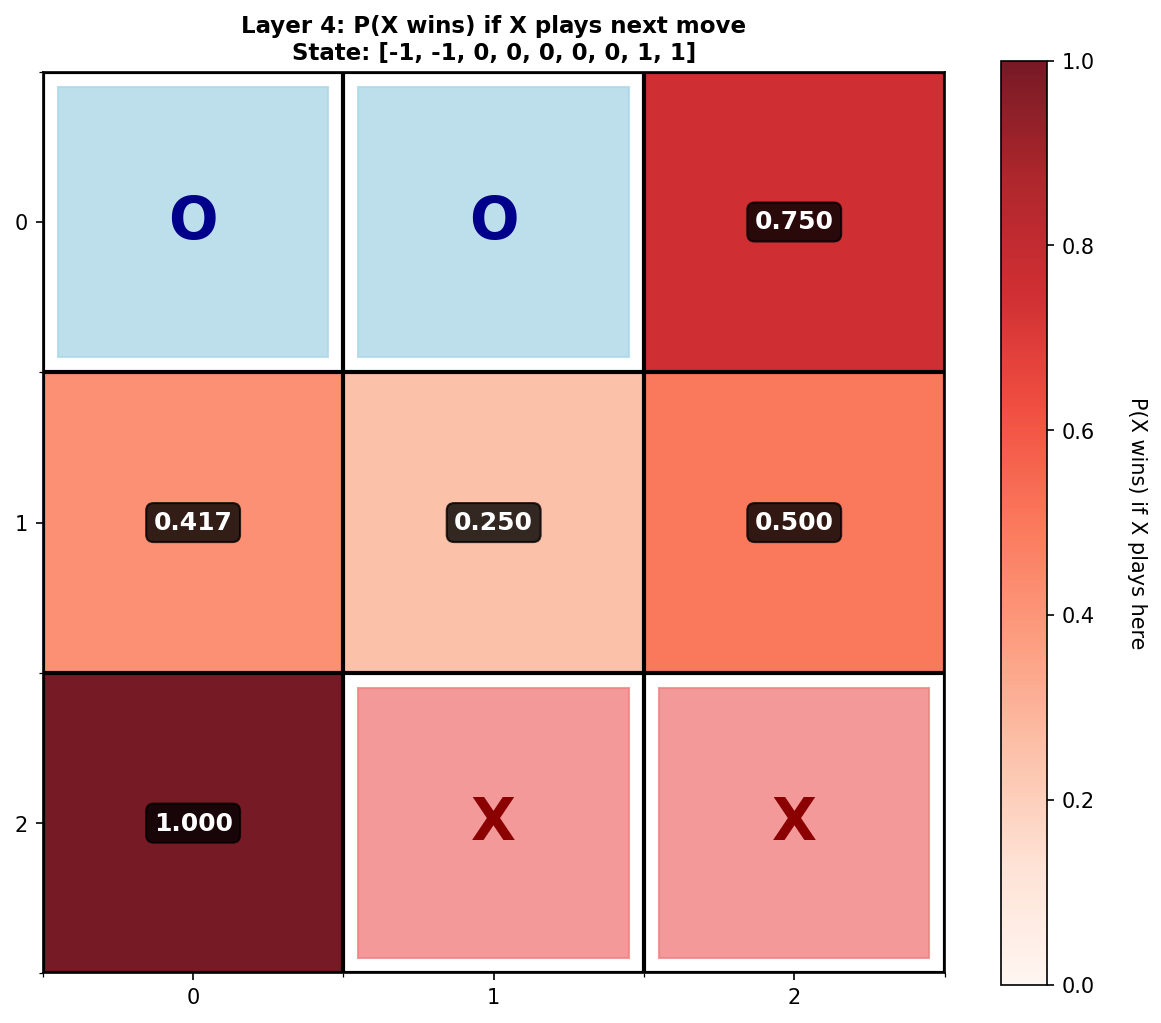 Layer 4: P(X wins) if X plays next move
State: [-1, -1, 0, 0, 0, 0, 0, 1, 1]
0
O
O
0.750
1
0.417
0.250
0.500
2
1.000
X
X
0
1
2
1.0
0.8
0.6
0.4
0.2
0.0
P(X wins) if X plays here